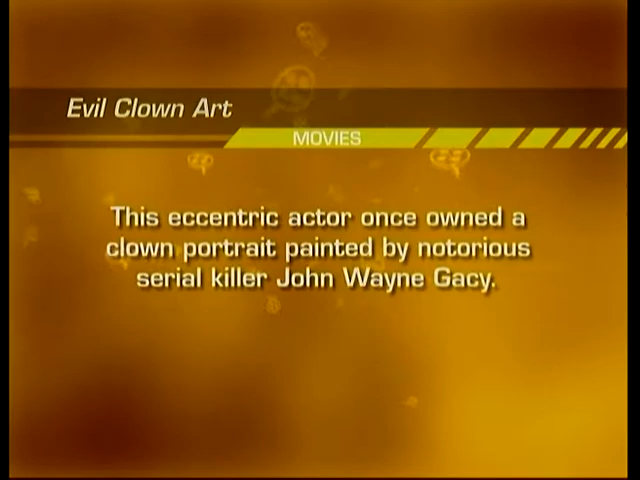 Evil Clown Art
MOVIES
This eccentric actor once owned a
clown portrait painted by notorious
serial killer John Wayne Gacy.